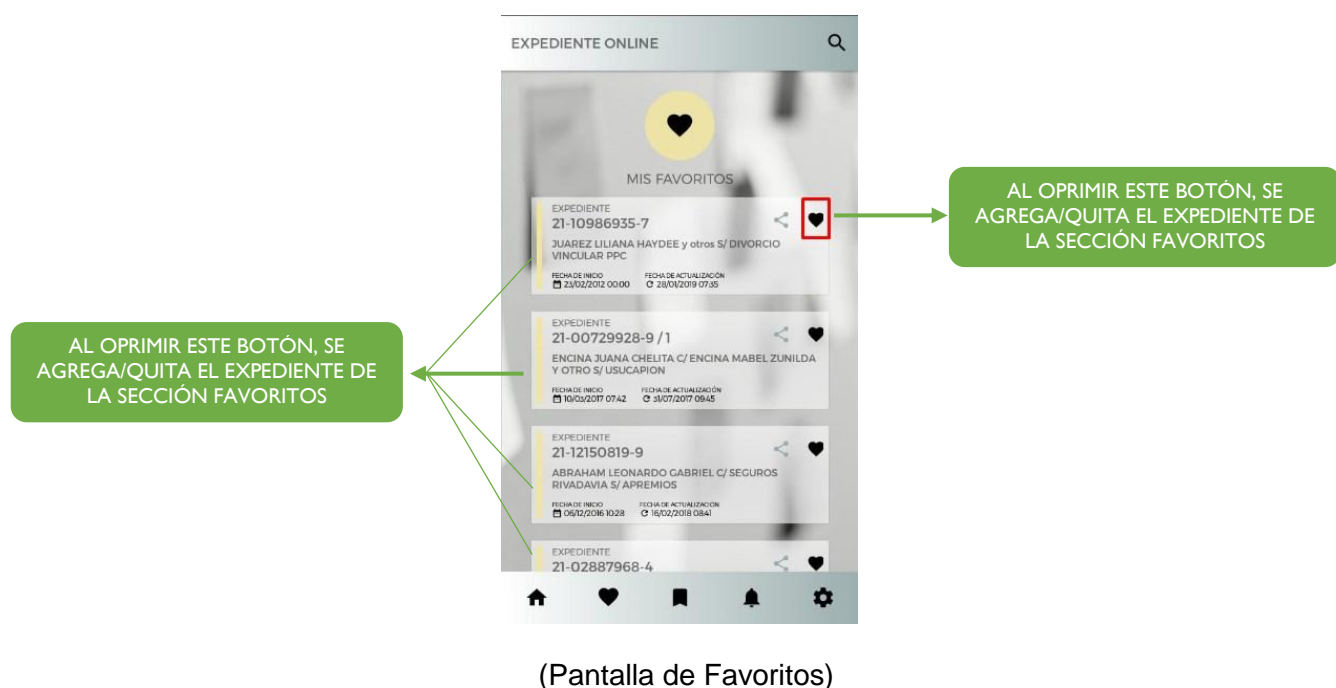 EXPEDIENTE ONLINE
MIS FAVORITOS
EXPEDIENTE
21-10986935-7
JUAREZ LILIANA HAYDEE y otros S/ DIVORCIO
VINCULAR PPC
FECHA DE INICIO FECHA DE ACTUALIZACIÓN
23/02/2012 00:00 28/01/2019 07:35
AL OPRIMIR ESTE BOTÓN, SE
AGREGA/QUITA EL EXPEDIENTE DE
LA SECCIÓN FAVORITOS
EXPEDIENTE
21-00729928-9 / 1
ENCINA JUANA CHELITA C/ ENCINA MABEL ZUNILDA
Y OTRO S/ USUCAPION
FECHA DE INICIO FECHA DE ACTUALIZACIÓN
10/03/2017 07:42 31/07/2017 09:45
AL OPRIMIR ESTE BOTÓN, SE
AGREGA/QUITA EL EXPEDIENTE DE
LA SECCIÓN FAVORITOS
EXPEDIENTE
21-12150819-9
ABRAHAM LEONARDO GABRIEL C/ SEGUROS
RIVADAVIA S/ APREMIOS
FECHA DE INICIO FECHA DE ACTUALIZACIÓN
06/12/2016 10:28 16/02/2018 08:41
EXPEDIENTE
21-02887968-4
(Pantalla de Favoritos)